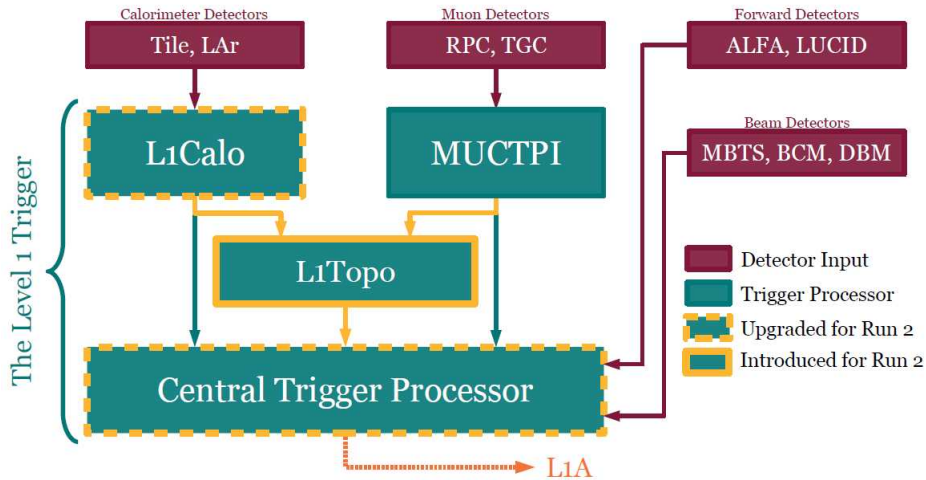 Calorimeter Detectors
Tile, LAr
Muon Detectors
RPC, TGC
Forward Detectors
ALFA, LUCID
Beam Detectors
MBTS, BCM, DBM
The Level 1 Trigger
L1Calo
MUCTPI
L1Topo
Central Trigger Processor
L1A
Detector Input
Trigger Processor
Upgraded for Run 2
Introduced for Run 2